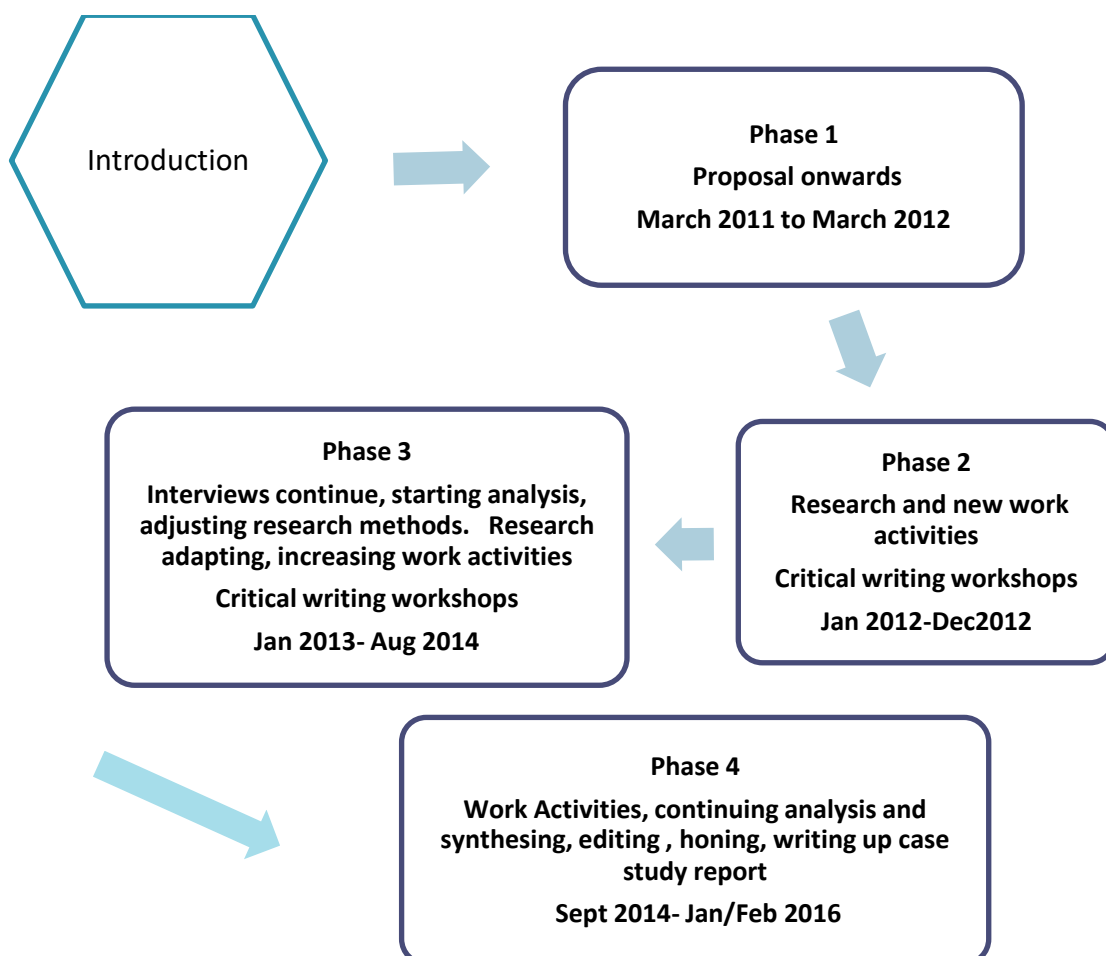 Introduction
Phase 1
Proposal onwards
March 2011 to March 2012
Phase 2
Research and new work
activities
Critical writing workshops
Jan 2012-Dec2012
Phase 3
Interviews continue, starting analysis,
adjusting research methods.   Research
adapting, increasing work activities
Critical writing workshops
Jan 2013- Aug 2014
Phase 4
Work Activities, continuing analysis and
synthesing, editing , honing, writing up case
study report
Sept 2014- Jan/Feb 2016